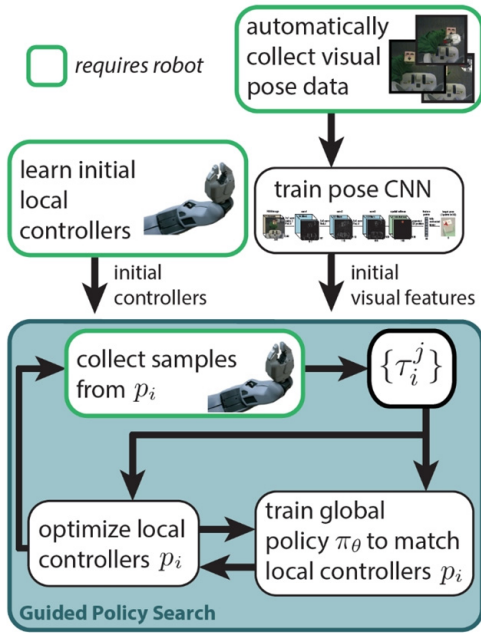 requires robot
automatically
collect visual
pose data
learn initial
local
controllers
train pose CNN
initial
controllers
initial
visual features
collect samples
from p_i
{τ_i^j}
optimize local
controllers p_i
train global
policy π_θ to match
local controllers p_i
Guided Policy Search